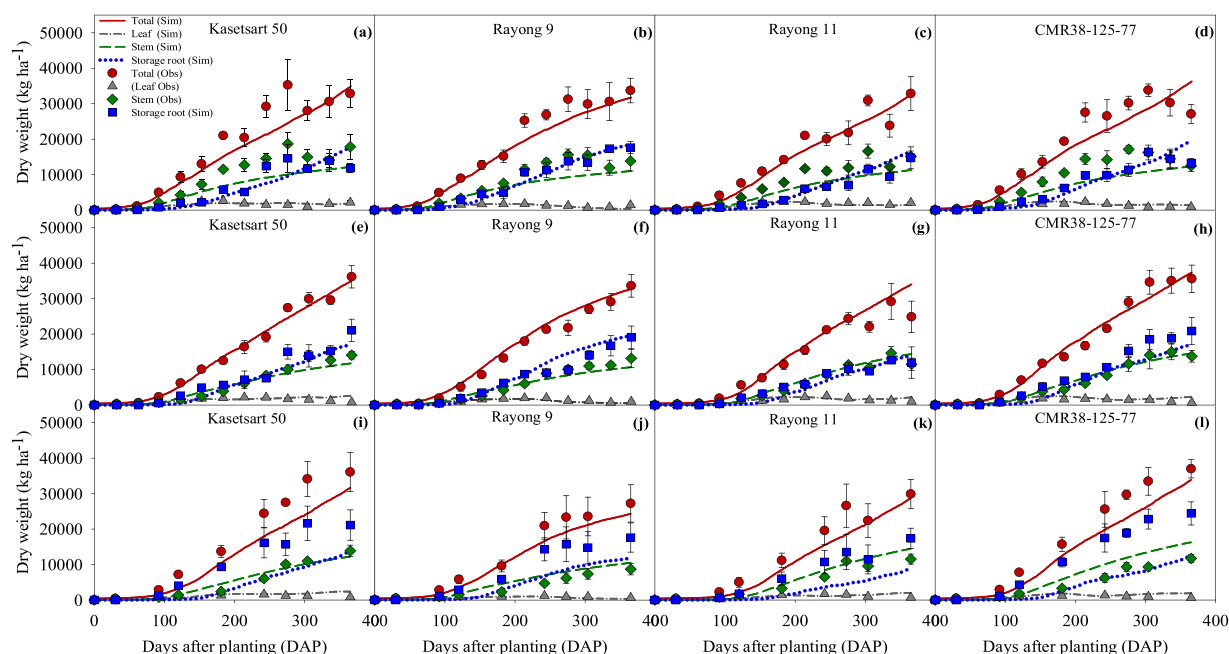 Kasetsart 50 (a)
Rayong 9 (b)
Rayong 11 (c)
CMR38-125-77 (d)
Total (Sim)
Leaf (Sim)
Stem (Sim)
Storage root (Sim)
Total (Obs)
(Leaf Obs)
Stem (Obs)
Storage root (Sim)
50000
40000
30000
20000
10000
0
Dry weight (kg ha-1)
Kasetsart 50 (e)
Rayong 9 (f)
Rayong 11 (g)
CMR38-125-77 (h)
50000
40000
30000
20000
10000
0
Dry weight (kg ha-1)
Kasetsart 50 (i)
Rayong 9 (j)
Rayong 11 (k)
CMR38-125-77 (l)
50000
40000
30000
20000
10000
0
Dry weight (kg ha-1)
0 100 200 300 400 0 100 200 300 400 0 100 200 300 400 0 100 200 300 400
Days after planting (DAP) Days after planting (DAP) Days after planting (DAP) Days after planting (DAP)